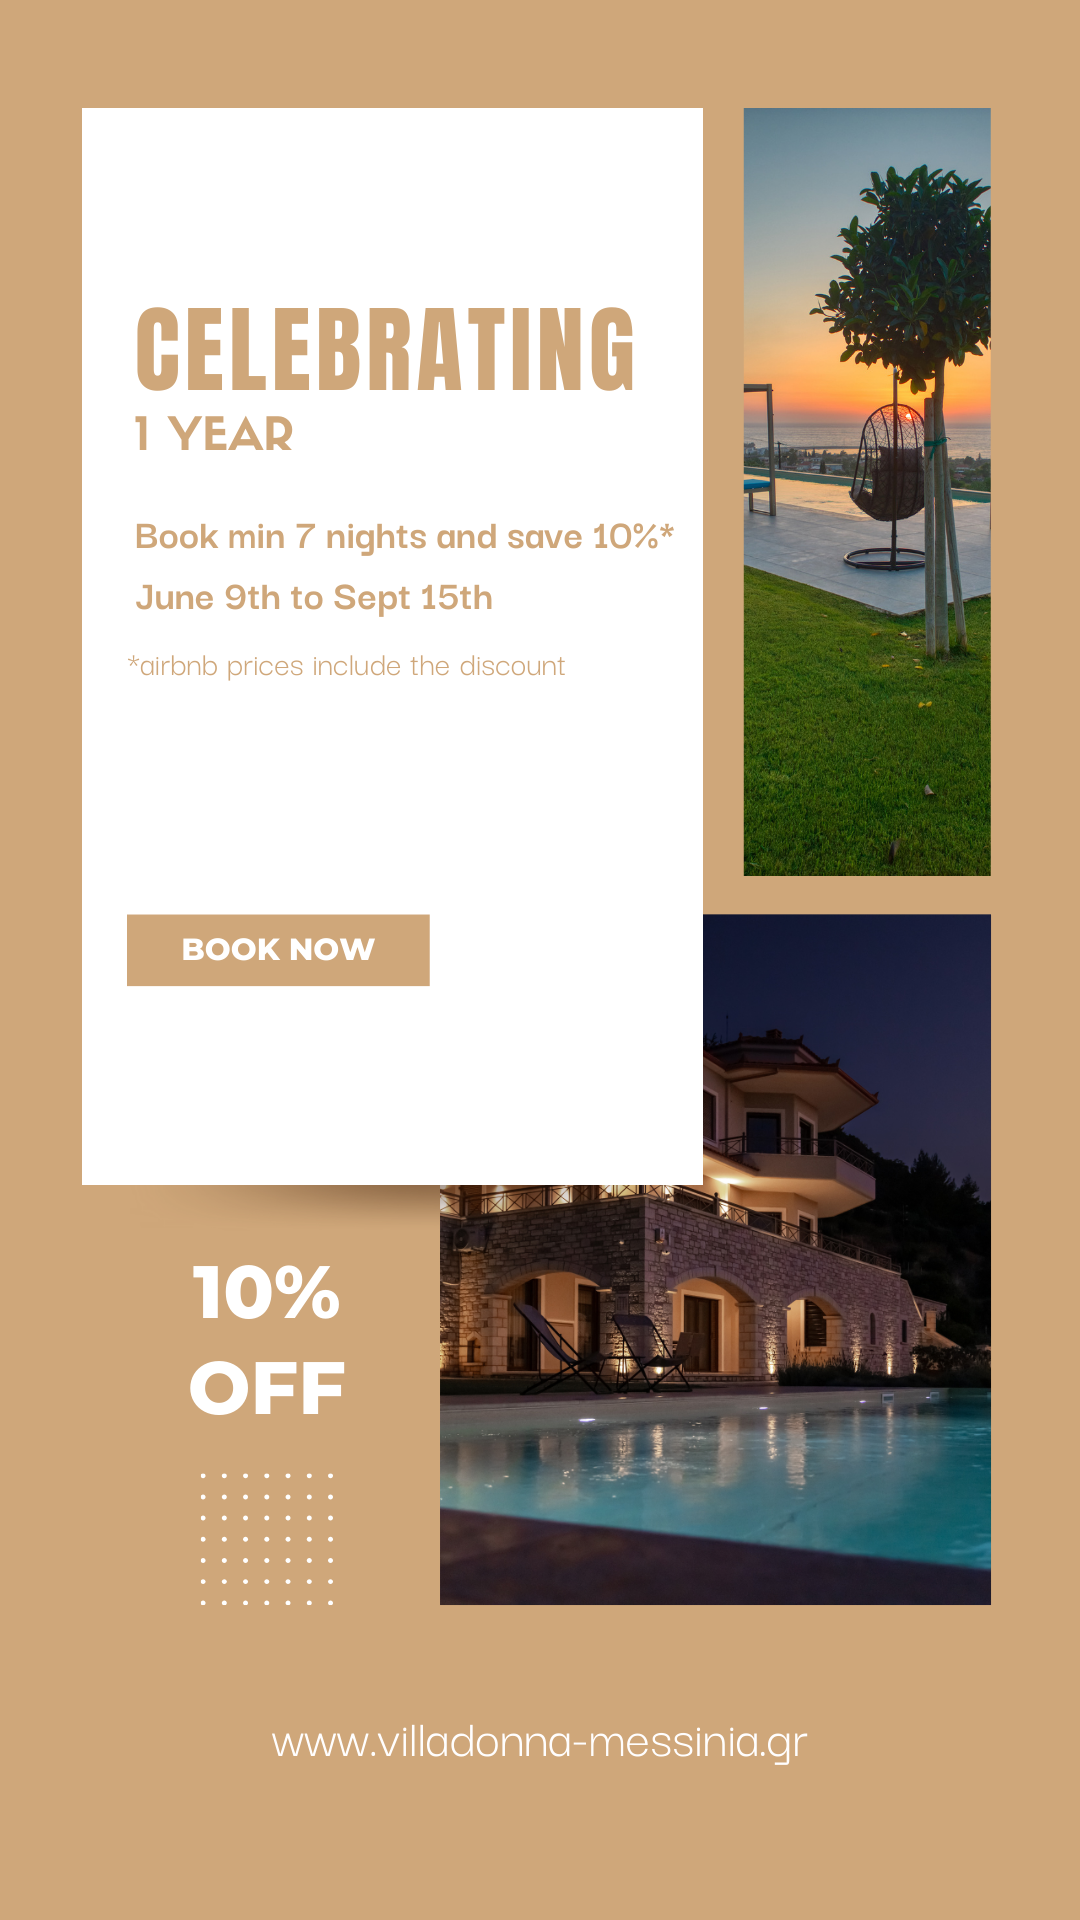 CELEBRATING
1 YEAR
Book min 7 nights and save 10%*
June 9th to Sept 15th
*airbnb prices include the discount
BOOK NOW
10%
OFF
www.villadonna-messinia.gr